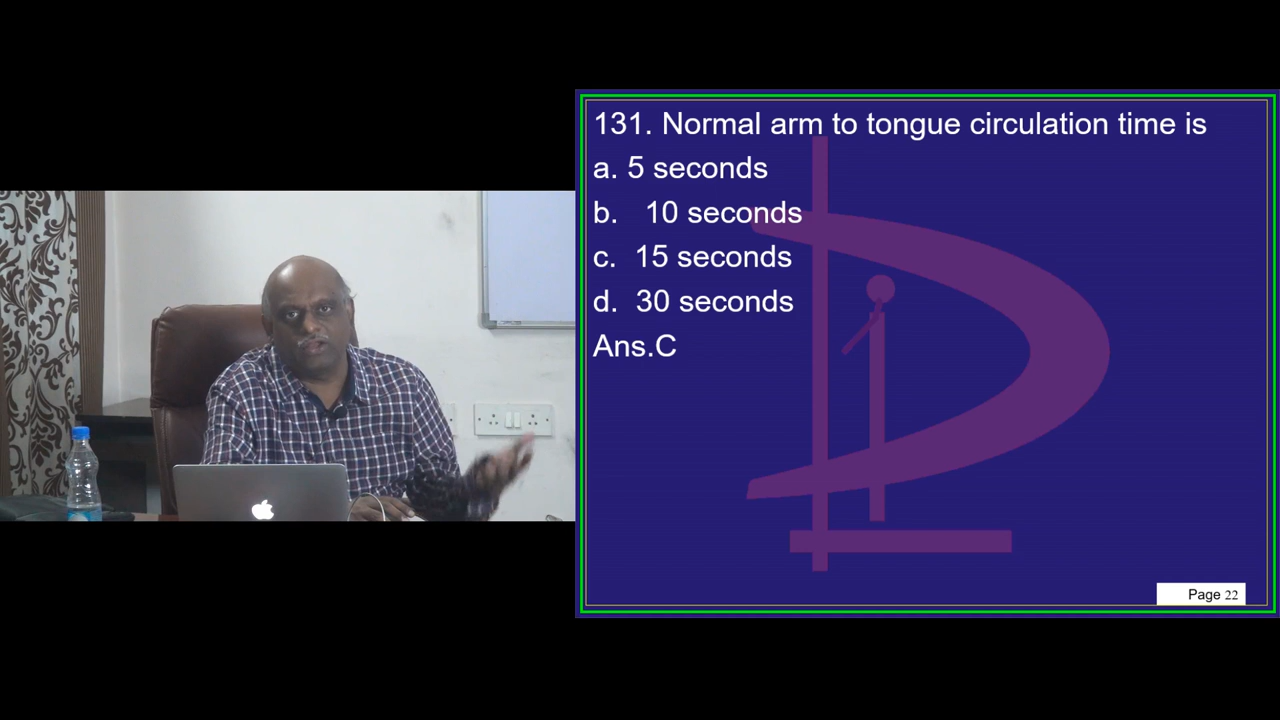 131. Normal arm to tongue circulation time is
a. 5 seconds
b. 10 seconds
c. 15 seconds
d. 30 seconds
Ans.C
Page 22